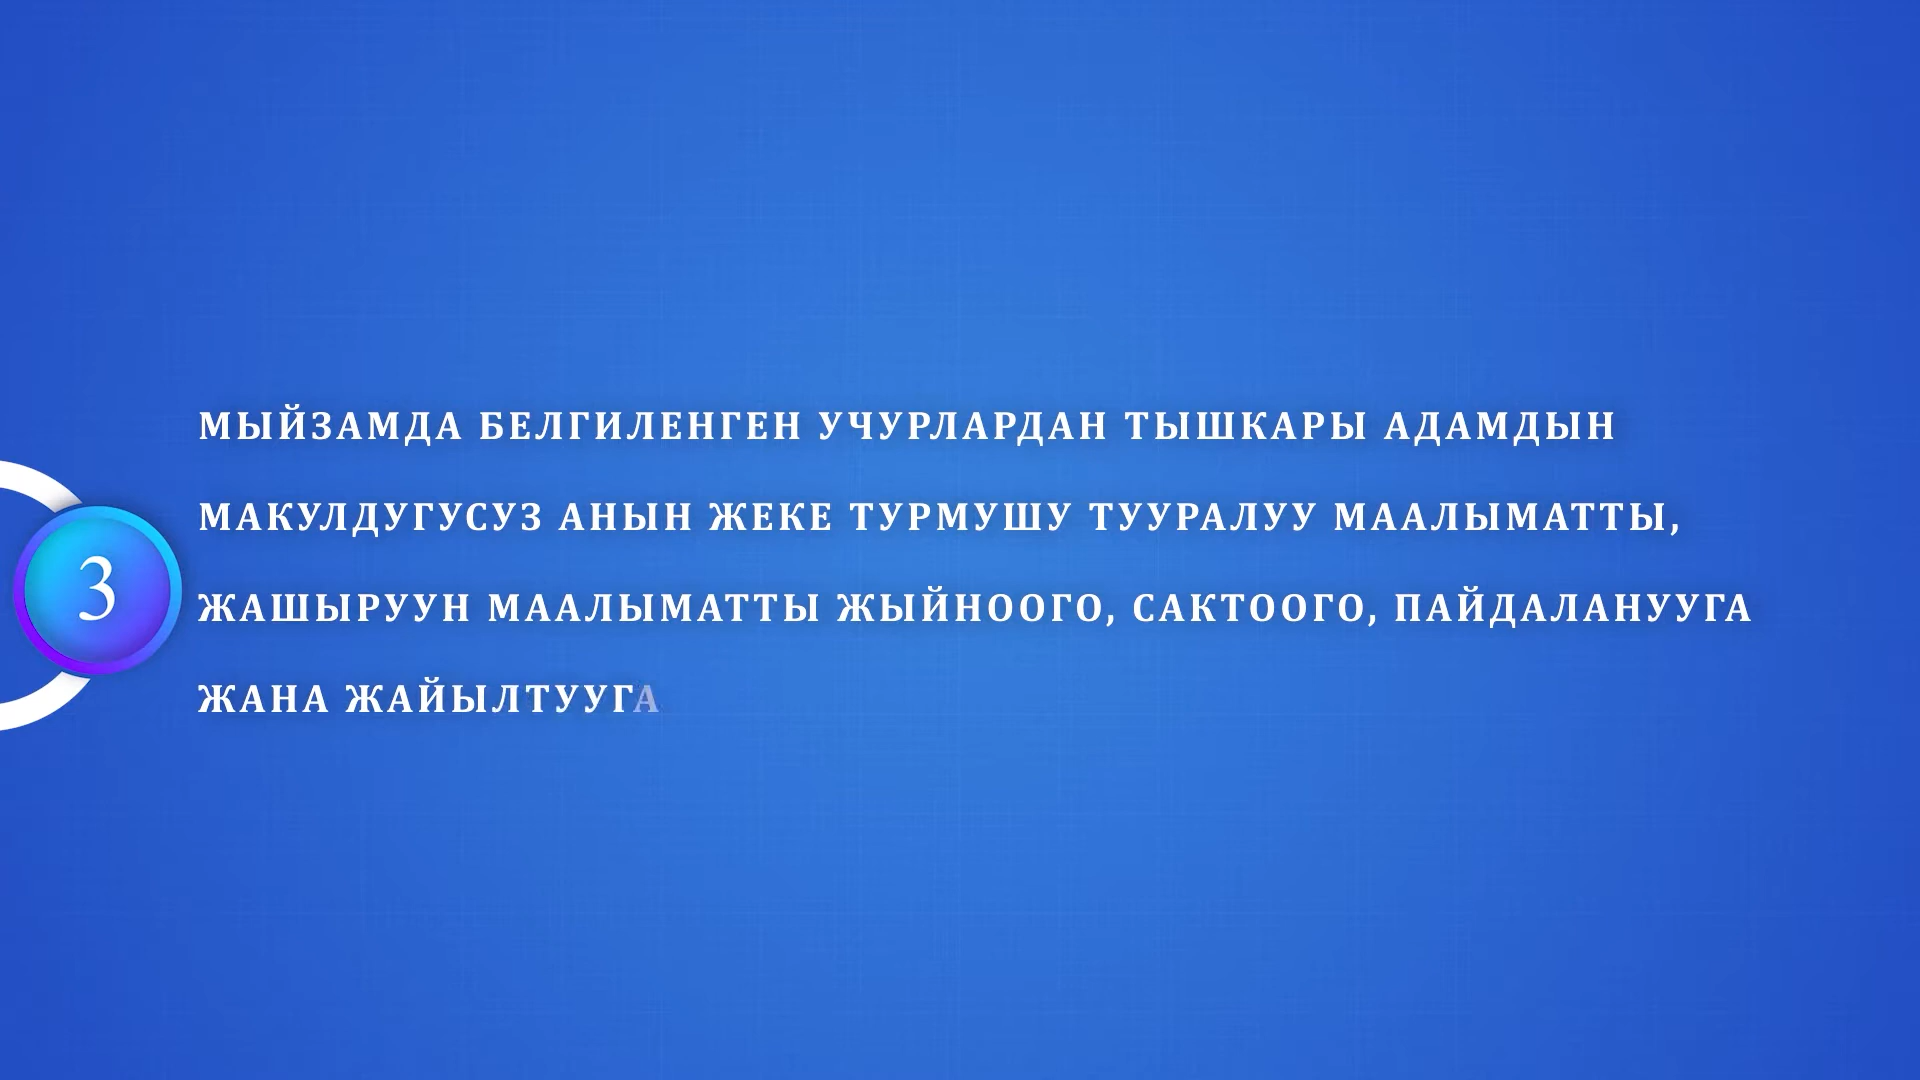 МЫЙЗАМДА БЕЛГИЛЕНГЕН УЧУРЛАРДАН ТЫШКАРЫ АДАМДЫН
МАКУЛДУГУСУЗ АНЫН ЖЕКЕ ТУРМУШУ ТУУРАЛУУ МААЛЫМАТТЫ,
3
ЖАШЫРУУН МААЛЫМАТТЫ ЖЫЙНООГО, САКТООГО, ПАЙДАЛАНУУГА
ЖАНА ЖАЙЫЛТУУГА